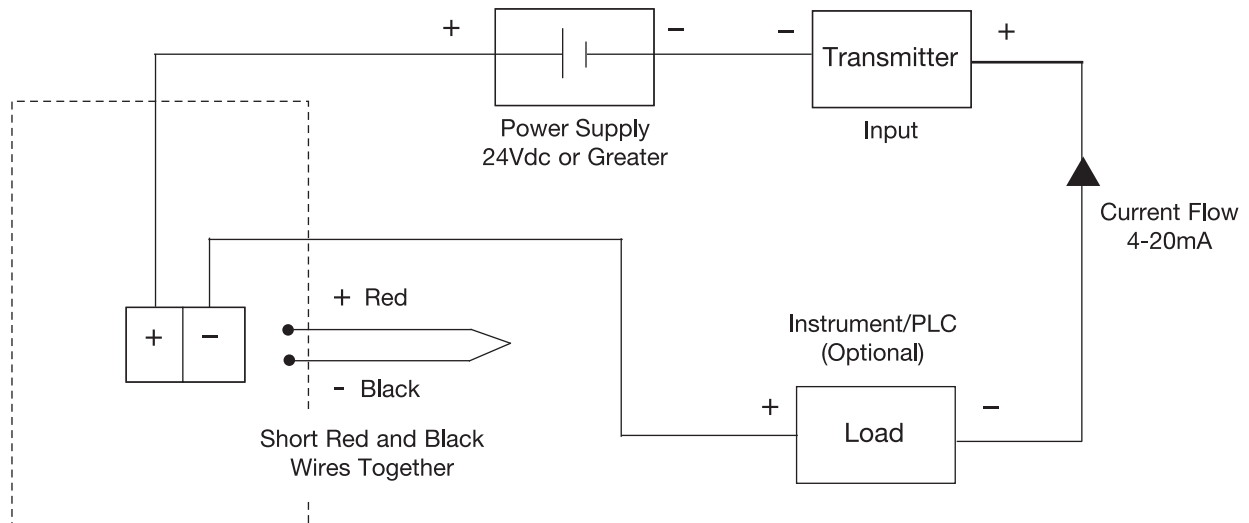 + − − +
Transmitter
Power Supply
24Vdc or Greater
Input
Current Flow
4-20mA
+ Red
+ −
Instrument/PLC
(Optional)
- Black
+ −
Load
Short Red and Black
Wires Together